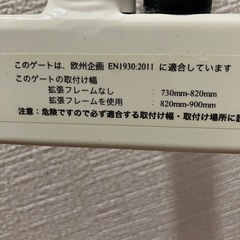 このゲートは、欧州企画 EN1930:2011 に適合しています
このゲートの取付け幅
拡張フレームなし : 730mm-820mm
拡張フレームを使用 : 820mm-900mm
注意:危険ですので必ず適合する取付け幅・取付け場所に